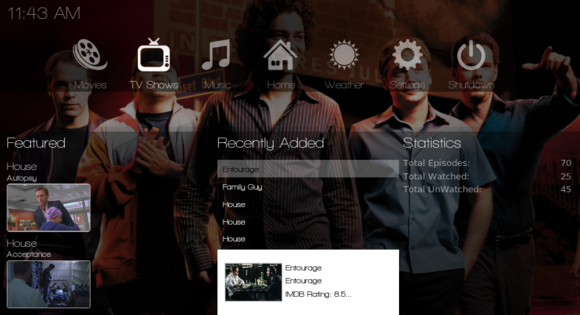 11:43 AM
Movies
TV Shows
Music
Home
Weather
Settings
Shutdown
Featured
House
Autopsy
House
Acceptance
Recently Added
Entourage
Family Guy
House
House
House
Entourage
Entourage
IMDB Rating: 8.5...
Statistics
Total Episodes: 70
Total Watched: 25
Total UnWatched: 45